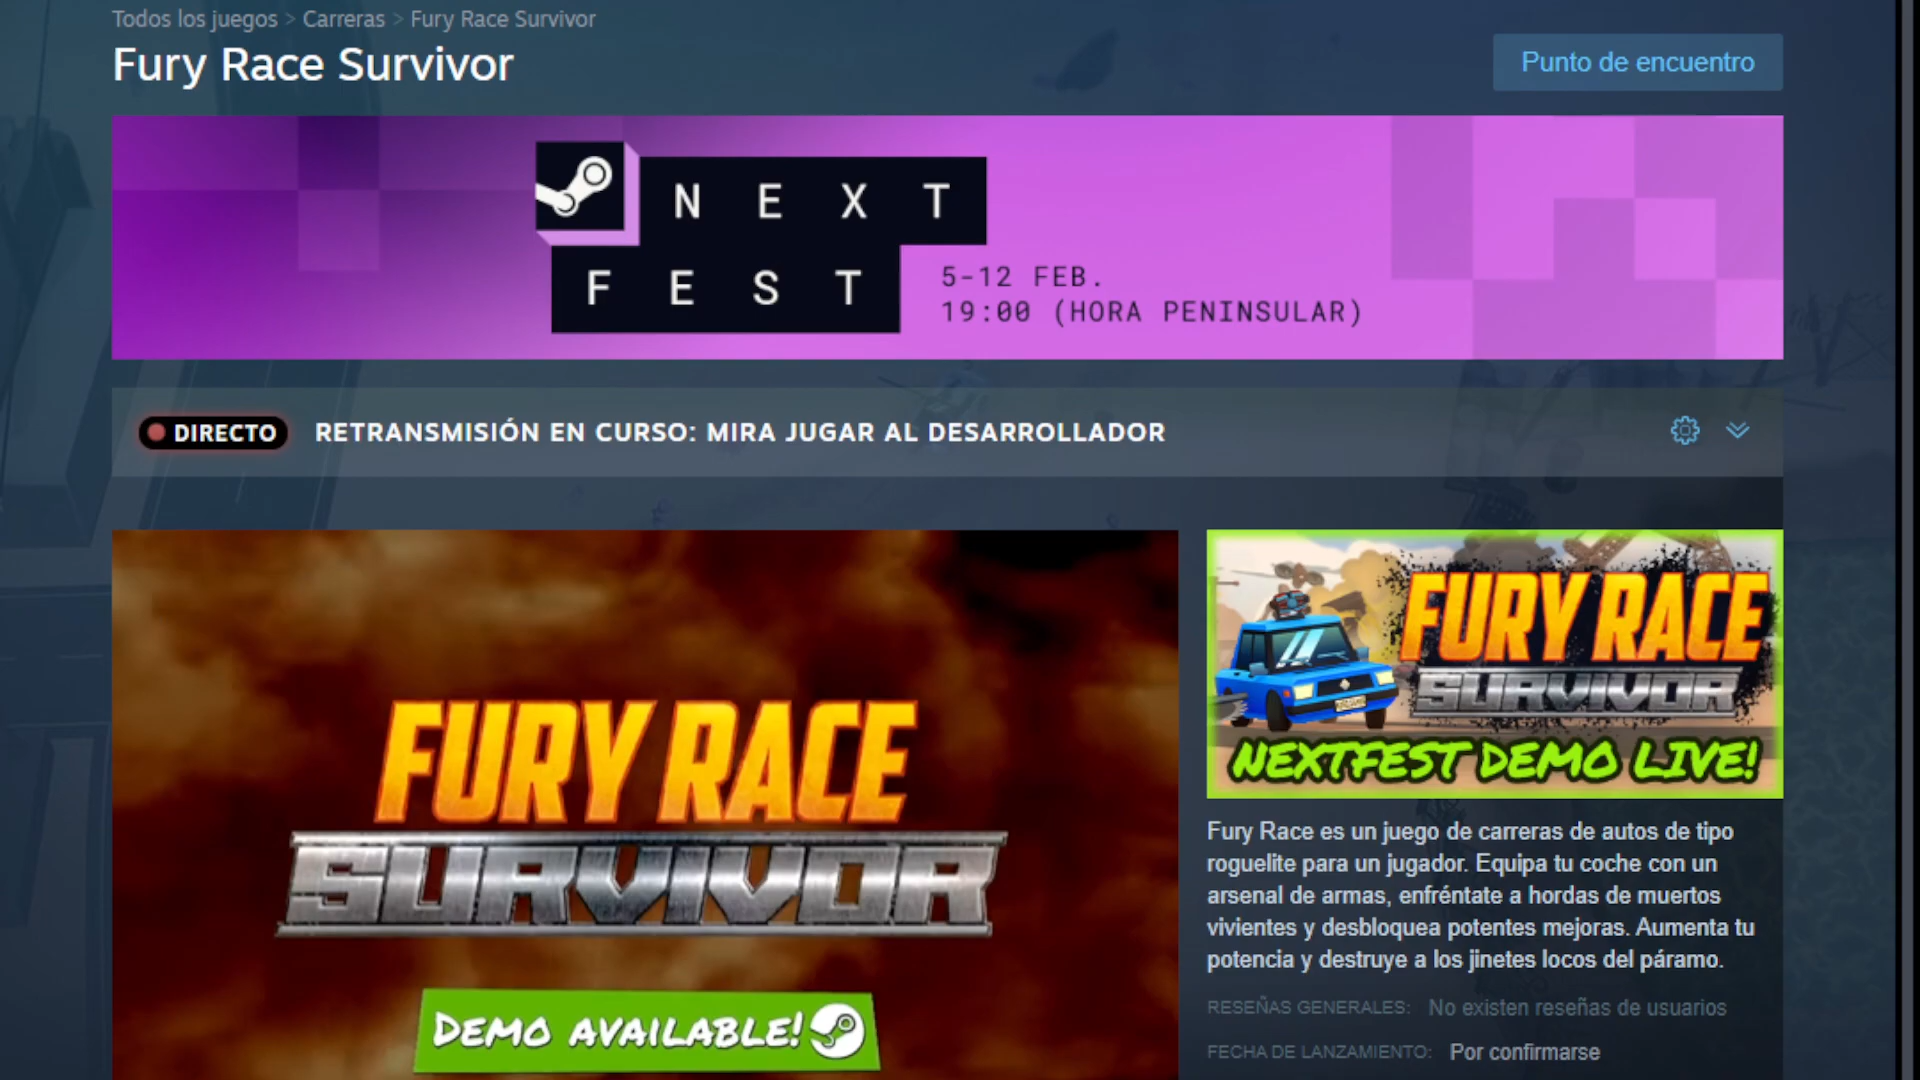 Todos los juegos > Carreras > Fury Race Survivor
Fury Race Survivor
Punto de encuentro
NEXT
FEST
5-12 FEB.
19:00 (HORA PENINSULAR)
DIRECTO
RETRANSMISIÓN EN CURSO: MIRA JUGAR AL DESARROLLADOR
FURY RACE
SURVIVOR
DEMO AVAILABLE!
FURY RACE
SURVIVOR
NEXTFEST DEMO LIVE!
Fury Race es un juego de carreras de autos de tipo
roguelite para un jugador. Equipa tu coche con un
arsenal de armas, enfréntate a hordas de muertos
vivientes y desbloquea potentes mejoras. Aumenta tu
potencia y destruye a los jinetes locos del páramo.
RESEÑAS GENERALES: No existen reseñas de usuarios
FECHA DE LANZAMIENTO: Por confirmarse